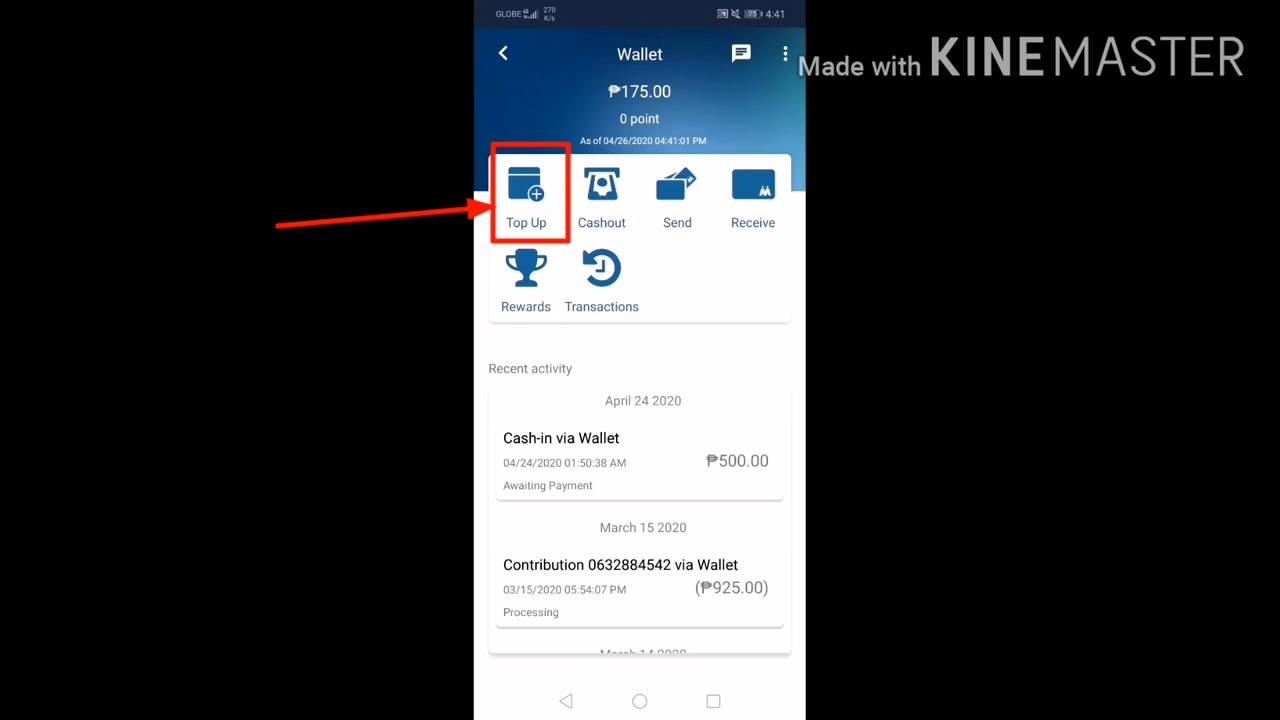 GLOBE 270 K/s 75 4:41
Wallet
Made with KINEMASTER
₱175.00
0 point
As of 04/26/2020 04:41:01 PM
Top Up Cashout Send Receive
Rewards Transactions
Recent activity
April 24 2020
Cash-in via Wallet
₱500.00
04/24/2020 01:50:38 AM
Awaiting Payment
March 15 2020
Contribution 0632884542 via Wallet
(₱925.00)
03/15/2020 05:54:07 PM
Processing
March 14 2020